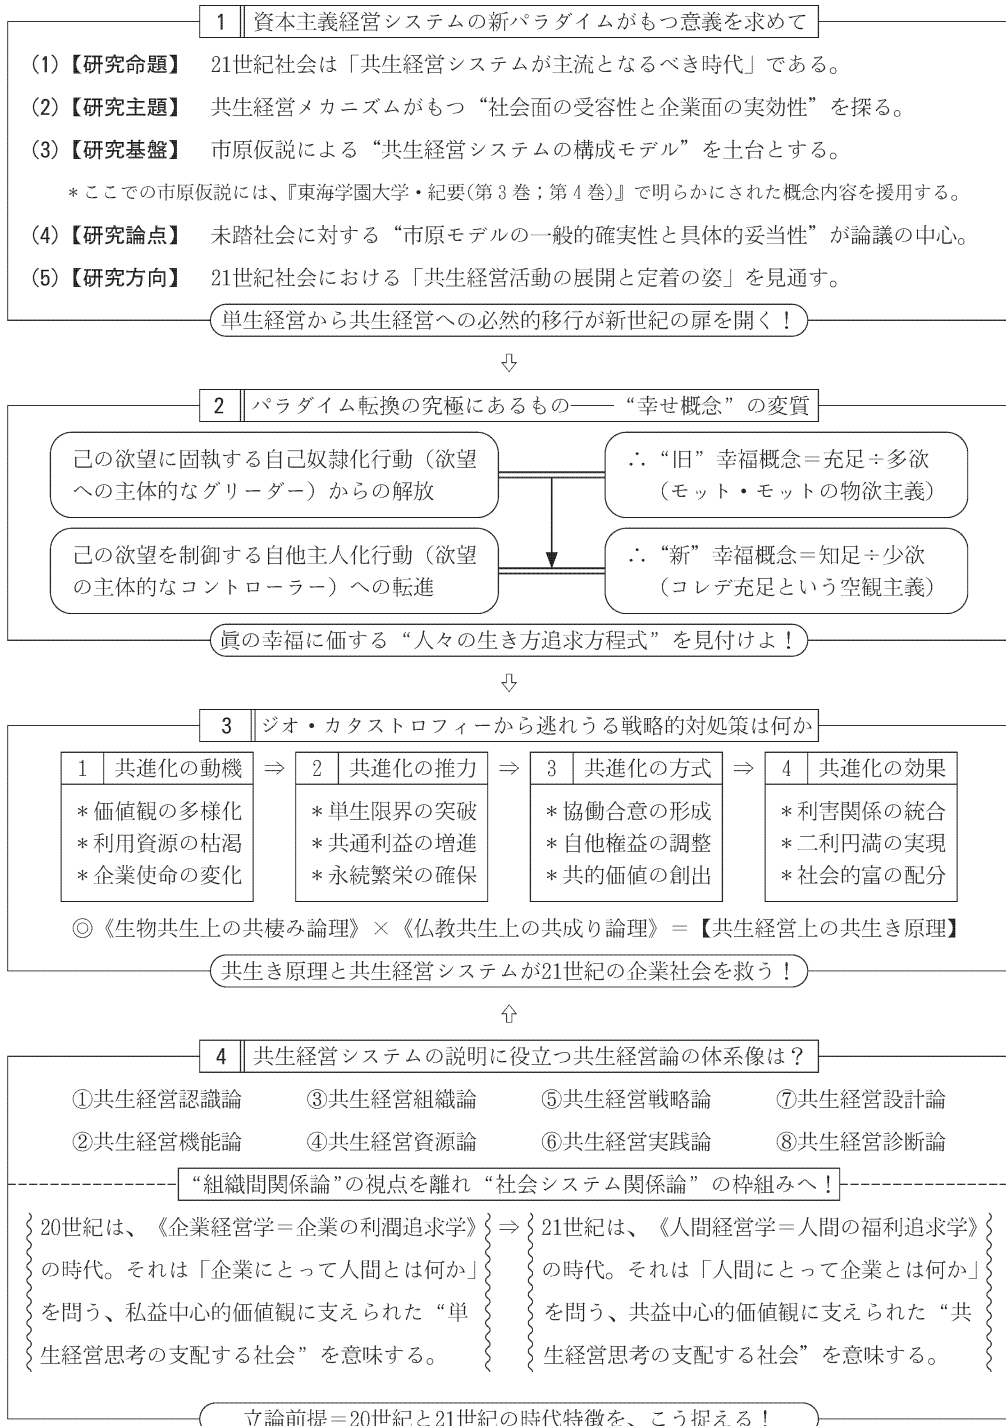 1 資本主義経営システムの新パラダイムがもつ意義を求めて
(1)【研究命題】 21世紀社会は「共生経営システムが主流となるべき時代」である。
(2)【研究主題】 共生経営メカニズムがもつ“社会面の受容性と企業面の実効性”を探る。
(3)【研究基盤】 市原仮説による“共生経営システムの構成モデル”を土台とする。
＊ここでの市原仮説には、『東海学園大学・紀要(第3巻；第4巻)』で明らかにされた概念内容を援用する。
(4)【研究論点】 未踏社会に対する“市原モデルの一般的確実性と具体的妥当性”が論議の中心。
(5)【研究方向】 21世紀社会における「共生経営活動の展開と定着の姿」を見通す。
単生経営から共生経営への必然的移行が新世紀の扉を開く！
⇩
2 パラダイム転換の究極にあるもの――“幸せ概念”の変質
己の欲望に固執する自己奴隷化行動（欲望
への主体的なグリーダー）からの解放
∴“旧”幸福概念＝充足÷多欲
（モット・モットの物欲主義）
己の欲望を制御する自他主人化行動（欲望
の主体的なコントローラー）への転進
∴“新”幸福概念＝知足÷少欲
（コレデ充足という空観主義）
眞の幸福に価する“人々の生き方追求方程式”を見付けよ！
⇩
3 ジオ・カタストロフィーから逃れうる戦略的対処策は何か
1 共進化の動機 ⇒ 2 共進化の推力 ⇒ 3 共進化の方式 ⇒ 4 共進化の効果
＊価値観の多様化 ＊単生限界の突破 ＊協働合意の形成 ＊利害関係の統合
＊利用資源の枯渇 ＊共通利益の増進 ＊自他権益の調整 ＊二利円満の実現
＊企業使命の変化 ＊永続繁栄の確保 ＊共的価値の創出 ＊社会的富の配分
◎《生物共生上の共棲み論理》×《仏教共生上の共成り論理》＝【共生経営上の共生き原理】
共生き原理と共生経営システムが21世紀の企業社会を救う！
⇧
4 共生経営システムの説明に役立つ共生経営論の体系像は？
①共生経営認識論 ③共生経営組織論 ⑤共生経営戦略論 ⑦共生経営設計論
②共生経営機能論 ④共生経営資源論 ⑥共生経営実践論 ⑧共生経営診断論
“組織間関係論”の視点を離れ“社会システム関係論”の枠組みへ！
20世紀は、《企業経営学＝企業の利潤追求学》
の時代。それは「企業にとって人間とは何か」
を問う、私益中心的価値観に支えられた“単
生経営思考の支配する社会”を意味する。
⇒
21世紀は、《人間経営学＝人間の福利追求学》
の時代。それは「人間にとって企業とは何か」
を問う、共益中心的価値観に支えられた“共
生経営思考の支配する社会”を意味する。
立論前提＝20世紀と21世紀の時代特徴を、こう捉える！